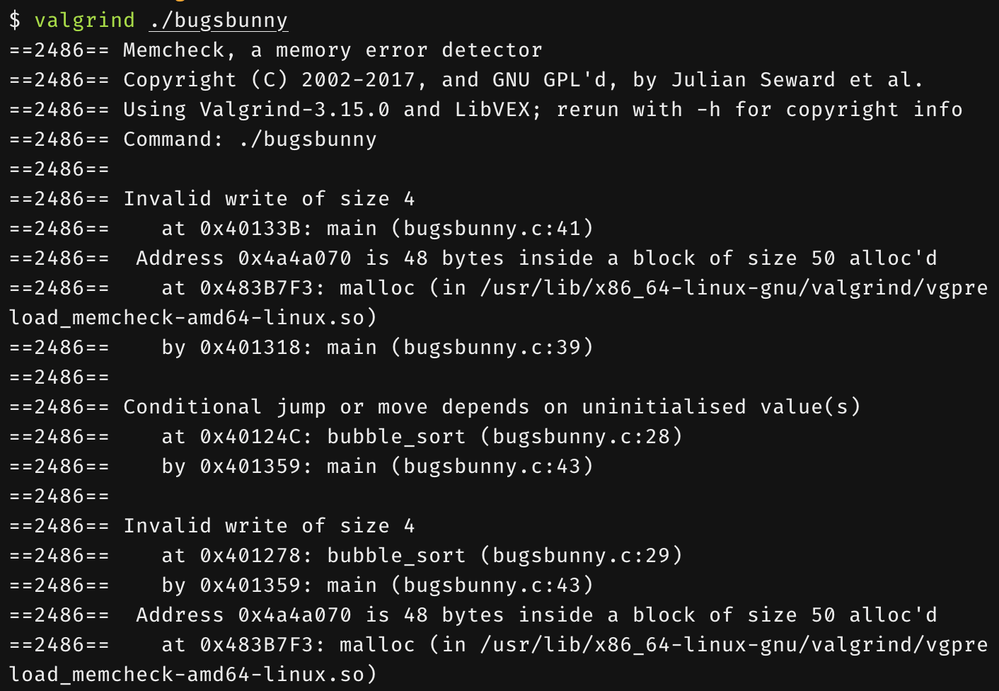 $ valgrind ./bugsbunny
==2486== Memcheck, a memory error detector
==2486== Copyright (C) 2002-2017, and GNU GPL'd, by Julian Seward et al.
==2486== Using Valgrind-3.15.0 and LibVEX; rerun with -h for copyright info
==2486== Command: ./bugsbunny
==2486==
==2486== Invalid write of size 4
==2486==    at 0x40133B: main (bugsbunny.c:41)
==2486==  Address 0x4a4a070 is 48 bytes inside a block of size 50 alloc'd
==2486==    at 0x483B7F3: malloc (in /usr/lib/x86_64-linux-gnu/valgrind/vgpre
load_memcheck-amd64-linux.so)
==2486==    by 0x401318: main (bugsbunny.c:39)
==2486==
==2486== Conditional jump or move depends on uninitialised value(s)
==2486==    at 0x40124C: bubble_sort (bugsbunny.c:28)
==2486==    by 0x401359: main (bugsbunny.c:43)
==2486==
==2486== Invalid write of size 4
==2486==    at 0x401278: bubble_sort (bugsbunny.c:29)
==2486==    by 0x401359: main (bugsbunny.c:43)
==2486==  Address 0x4a4a070 is 48 bytes inside a block of size 50 alloc'd
==2486==    at 0x483B7F3: malloc (in /usr/lib/x86_64-linux-gnu/valgrind/vgpre
load_memcheck-amd64-linux.so)